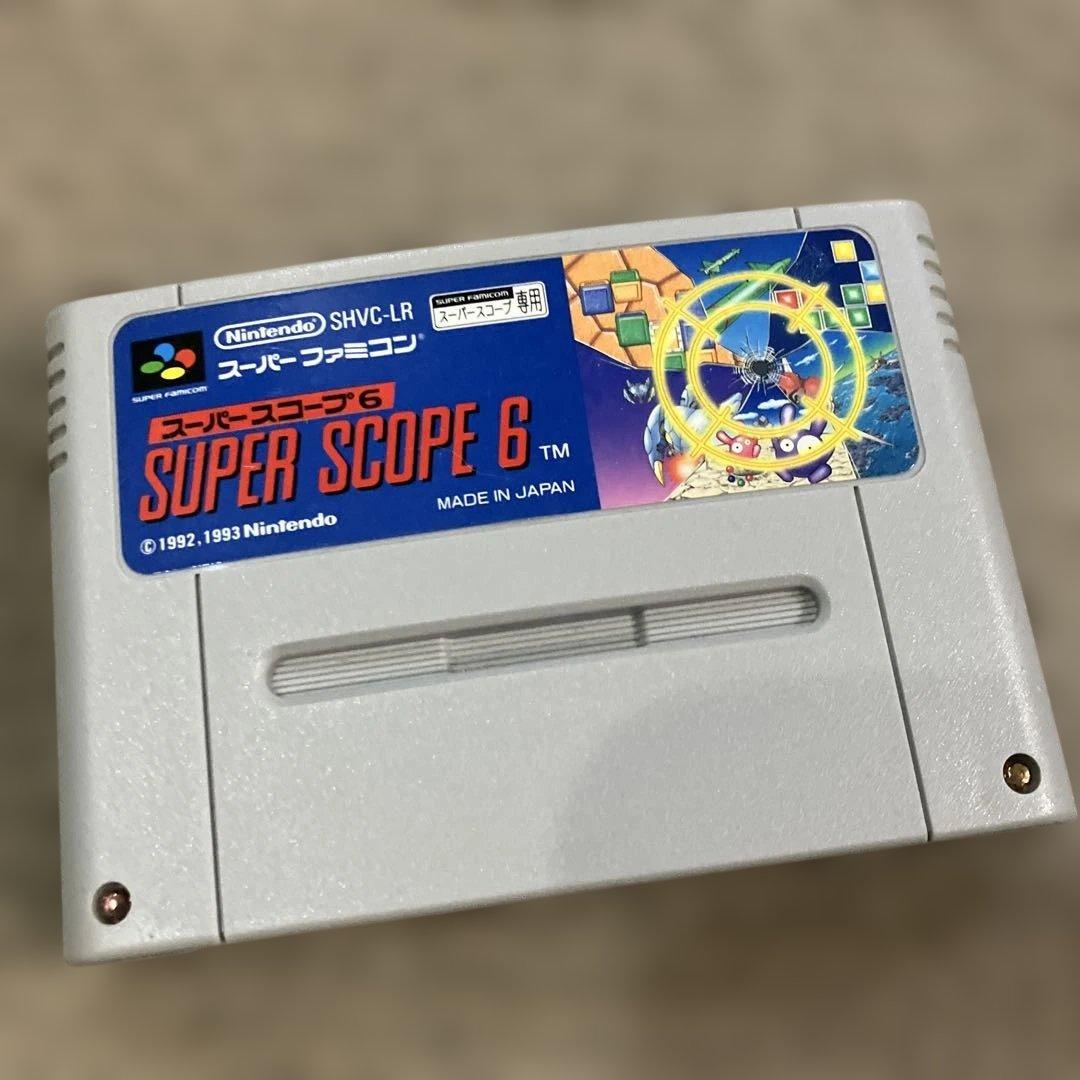 Nintendo SHVC-LR
SUPER FAMICOM
スーパースコープ 専用
スーパーファミコン®
SUPER FAMICOM
スーパースコープ6
SUPER SCOPE 6 TM
MADE IN JAPAN
© 1992, 1993 Nintendo